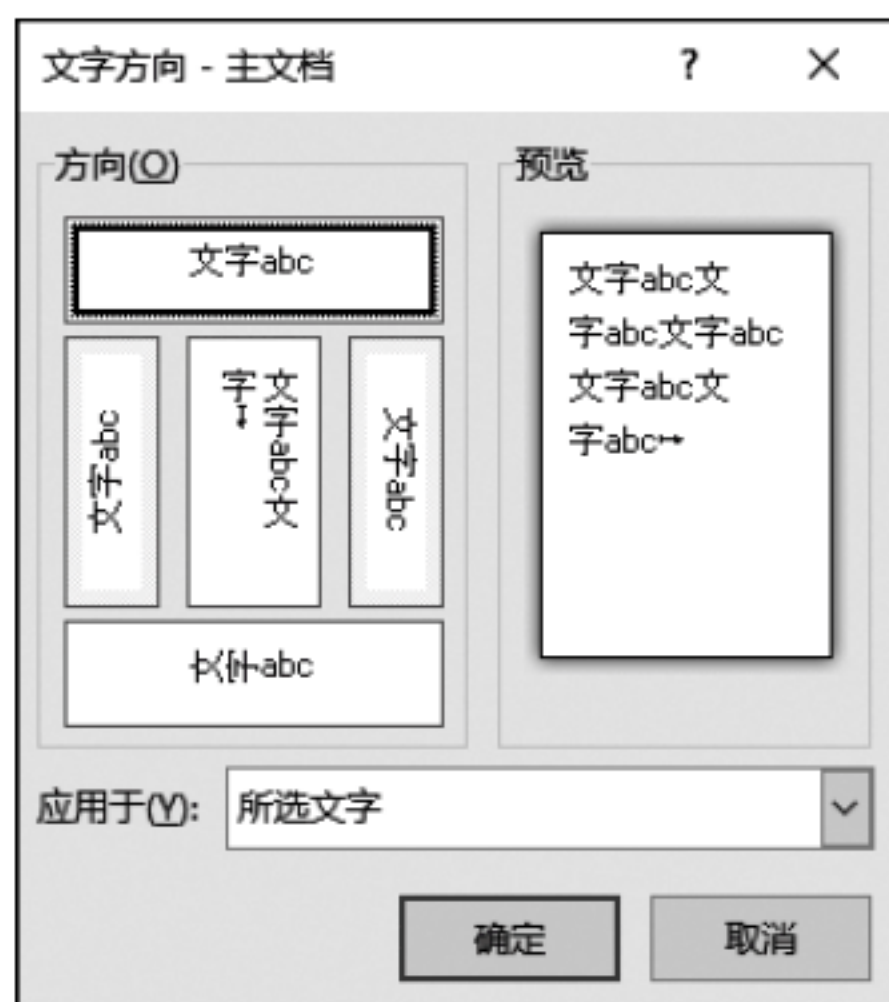 文字方向 - 主文档 ? ×
方向(O)
文字abc
文字abc
文字abc文
字
文字abc
文字abc
预览
文字abc文
字abc文字abc
文字abc文
字abc
应用于(Y): 所选文字
确定 取消